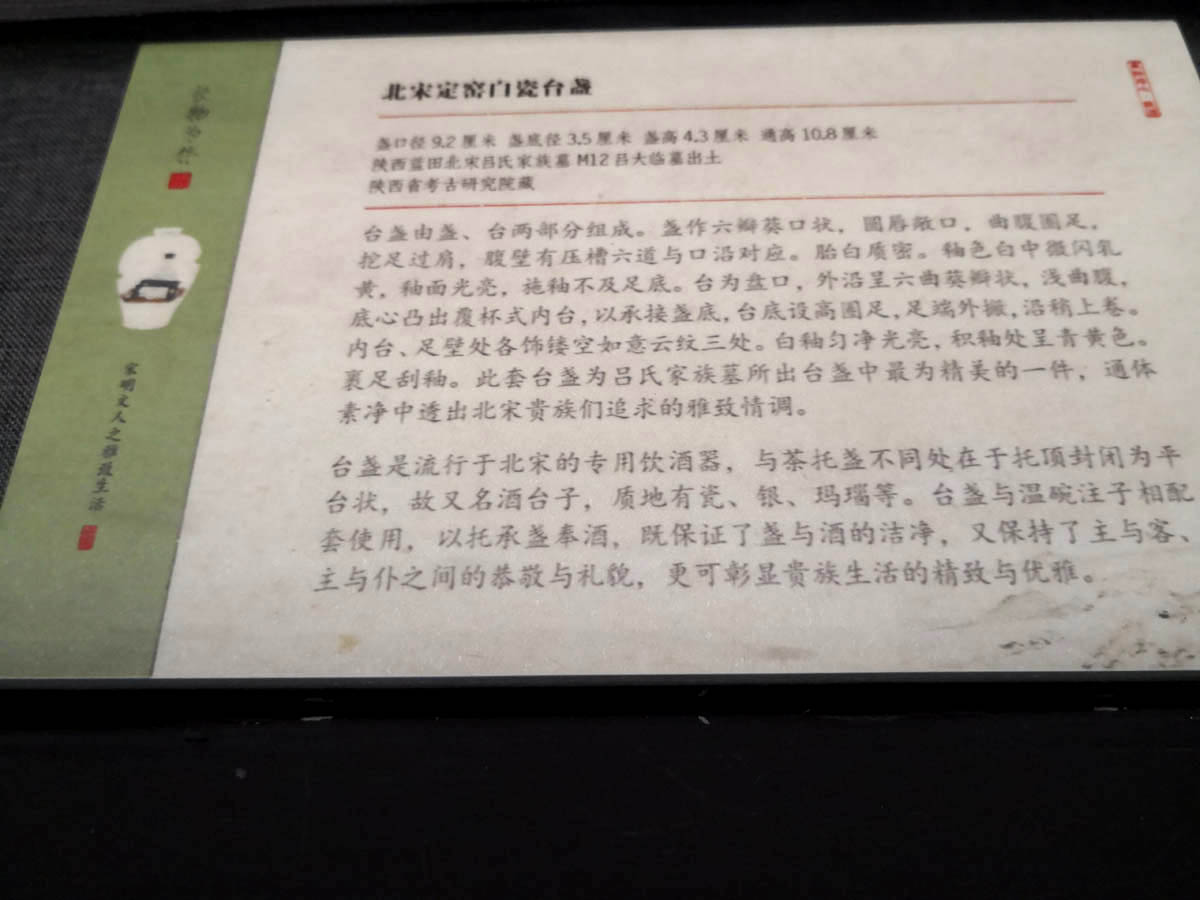 北宋定窑白瓷台盏
盏口径 9.2 厘米 盏底径 3.5 厘米 盏高 4.3 厘米 通高 10.8 厘米
陕西蓝田北宋吕氏家族墓 M12 吕大临墓出土
陕西省考古研究院藏
台盏由盏、台两部分组成。盏作六瓣葵口状，圆唇敞口，曲腹圈足，
挖足过肩，腹壁有压槽六道与口沿对应。胎白质密。釉色白中微闪乳
黄，釉面光亮，施釉不及足底。台为盘口，外沿呈六曲葵瓣状，浅曲腹，
底心凸出覆杯式内台，以承接盏底，台底设高圈足，足端外撇，沿稍上卷。
内台、足壁处各饰镂空如意云纹三处。白釉匀净光亮，积釉处呈青黄色。
裹足刮釉。此套台盏为吕氏家族墓所出台盏中最为精美的一件，通体
素净中透出北宋贵族们追求的雅致情调。
台盏是流行于北宋的专用饮酒器，与茶托盏不同处在于托顶封闭为平
台状，故又名酒台子，质地有瓷、银、玛瑙等。台盏与温碗注子相配
套使用，以托承盏奉酒，既保证了盏与酒的洁净，又保持了主与客、
主与仆之间的恭敬与礼貌，更可彰显贵族生活的精致与优雅。
宋明文人之雅致生活